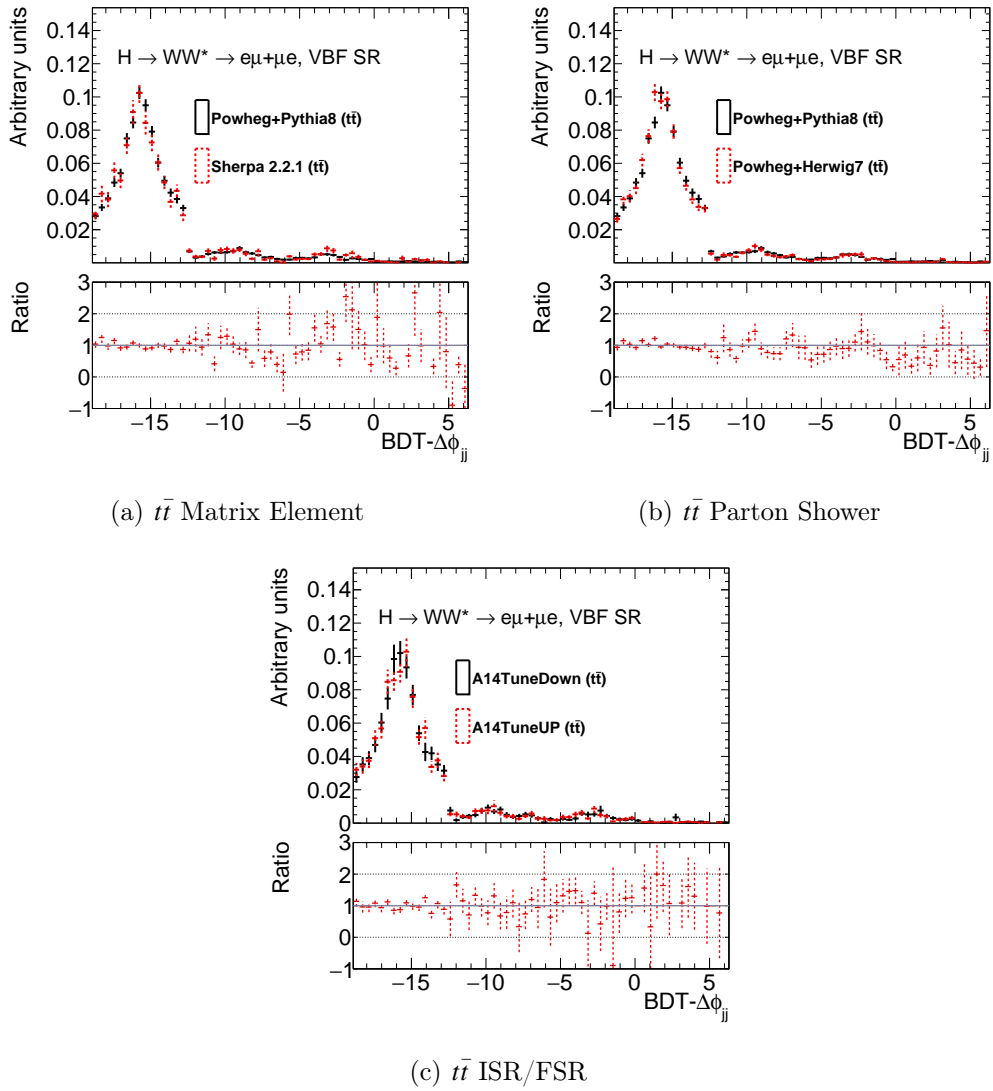 Arbitrary units
0.14
0.12
0.1
0.08
0.06
0.04
0.02
H → WW* → eμ+μe, VBF SR
Powheg+Pythia8 (tt̄)
Sherpa 2.2.1 (tt̄)
Ratio
3
2
1
0
−1
−15 −10 −5 0 5
BDT-Δϕjj
(a) tt̄ Matrix Element
Arbitrary units
0.14
0.12
0.1
0.08
0.06
0.04
0.02
H → WW* → eμ+μe, VBF SR
Powheg+Pythia8 (tt̄)
Powheg+Herwig7 (tt̄)
Ratio
3
2
1
0
−1
−15 −10 −5 0 5
BDT-Δϕjj
(b) tt̄ Parton Shower
Arbitrary units
0.14
0.12
0.1
0.08
0.06
0.04
0.02
0
H → WW* → eμ+μe, VBF SR
A14TuneDown (tt̄)
A14TuneUP (tt̄)
Ratio
3
2
1
0
−1
−15 −10 −5 0 5
BDT-Δϕjj
(c) tt̄ ISR/FSR